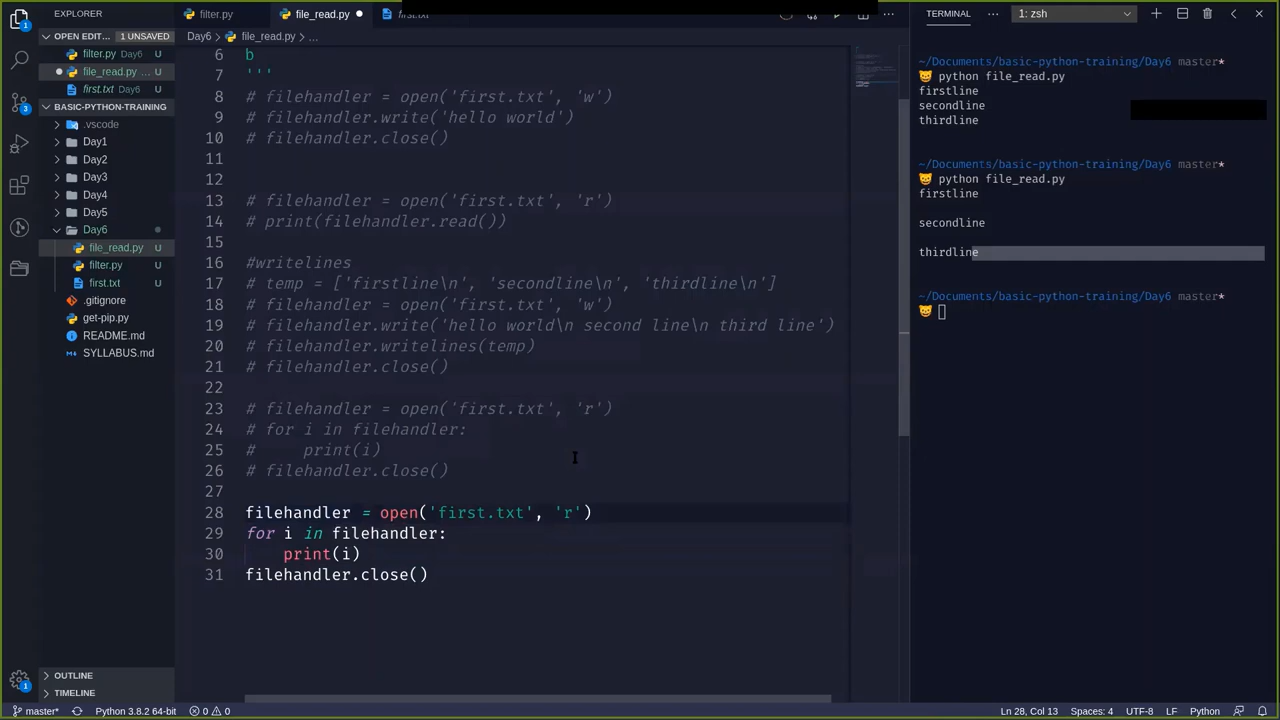 EXPLORER
OPEN EDIT... 1 UNSAVED
filter.py Day6
file_read.py ...
first.txt Day6
BASIC-PYTHON-TRAINING
.vscode
Day1
Day2
Day3
Day4
Day5
Day6
file_read.py U
filter.py U
first.txt U
.gitignore
get-pip.py
README.md
SYLLABUS.md
OUTLINE
TIMELINE
filter.py file_read.py first.txt
Day6 > file_read.py > ...
6 b
7 '''
8 # filehandler = open('first.txt', 'w')
9 # filehandler.write('hello world')
10 # filehandler.close()
11
12
13 # filehandler = open('first.txt', 'r')
14 # print(filehandler.read())
15
16 #writelines
17 # temp = ['firstline\n', 'secondline\n', 'thirdline\n']
18 # filehandler = open('first.txt', 'w')
19 # filehandler.write('hello world\n second line\n third line')
20 # filehandler.writelines(temp)
21 # filehandler.close()
22
23 # filehandler = open('first.txt', 'r')
24 # for i in filehandler:
25 #     print(i)
26 # filehandler.close()
27
28 filehandler = open('first.txt', 'r')
29 for i in filehandler:
30     print(i)
31 filehandler.close()
TERMINAL ... 1: zsh
~/Documents/basic-python-training/Day6 master*
python file_read.py
firstline
secondline
thirdline
~/Documents/basic-python-training/Day6 master*
python file_read.py
firstline
secondline
thirdline
~/Documents/basic-python-training/Day6 master*
1
3
1
master* Python 3.8.2 64-bit 0 0 Ln 28, Col 13 Spaces: 4 UTF-8 LF Python